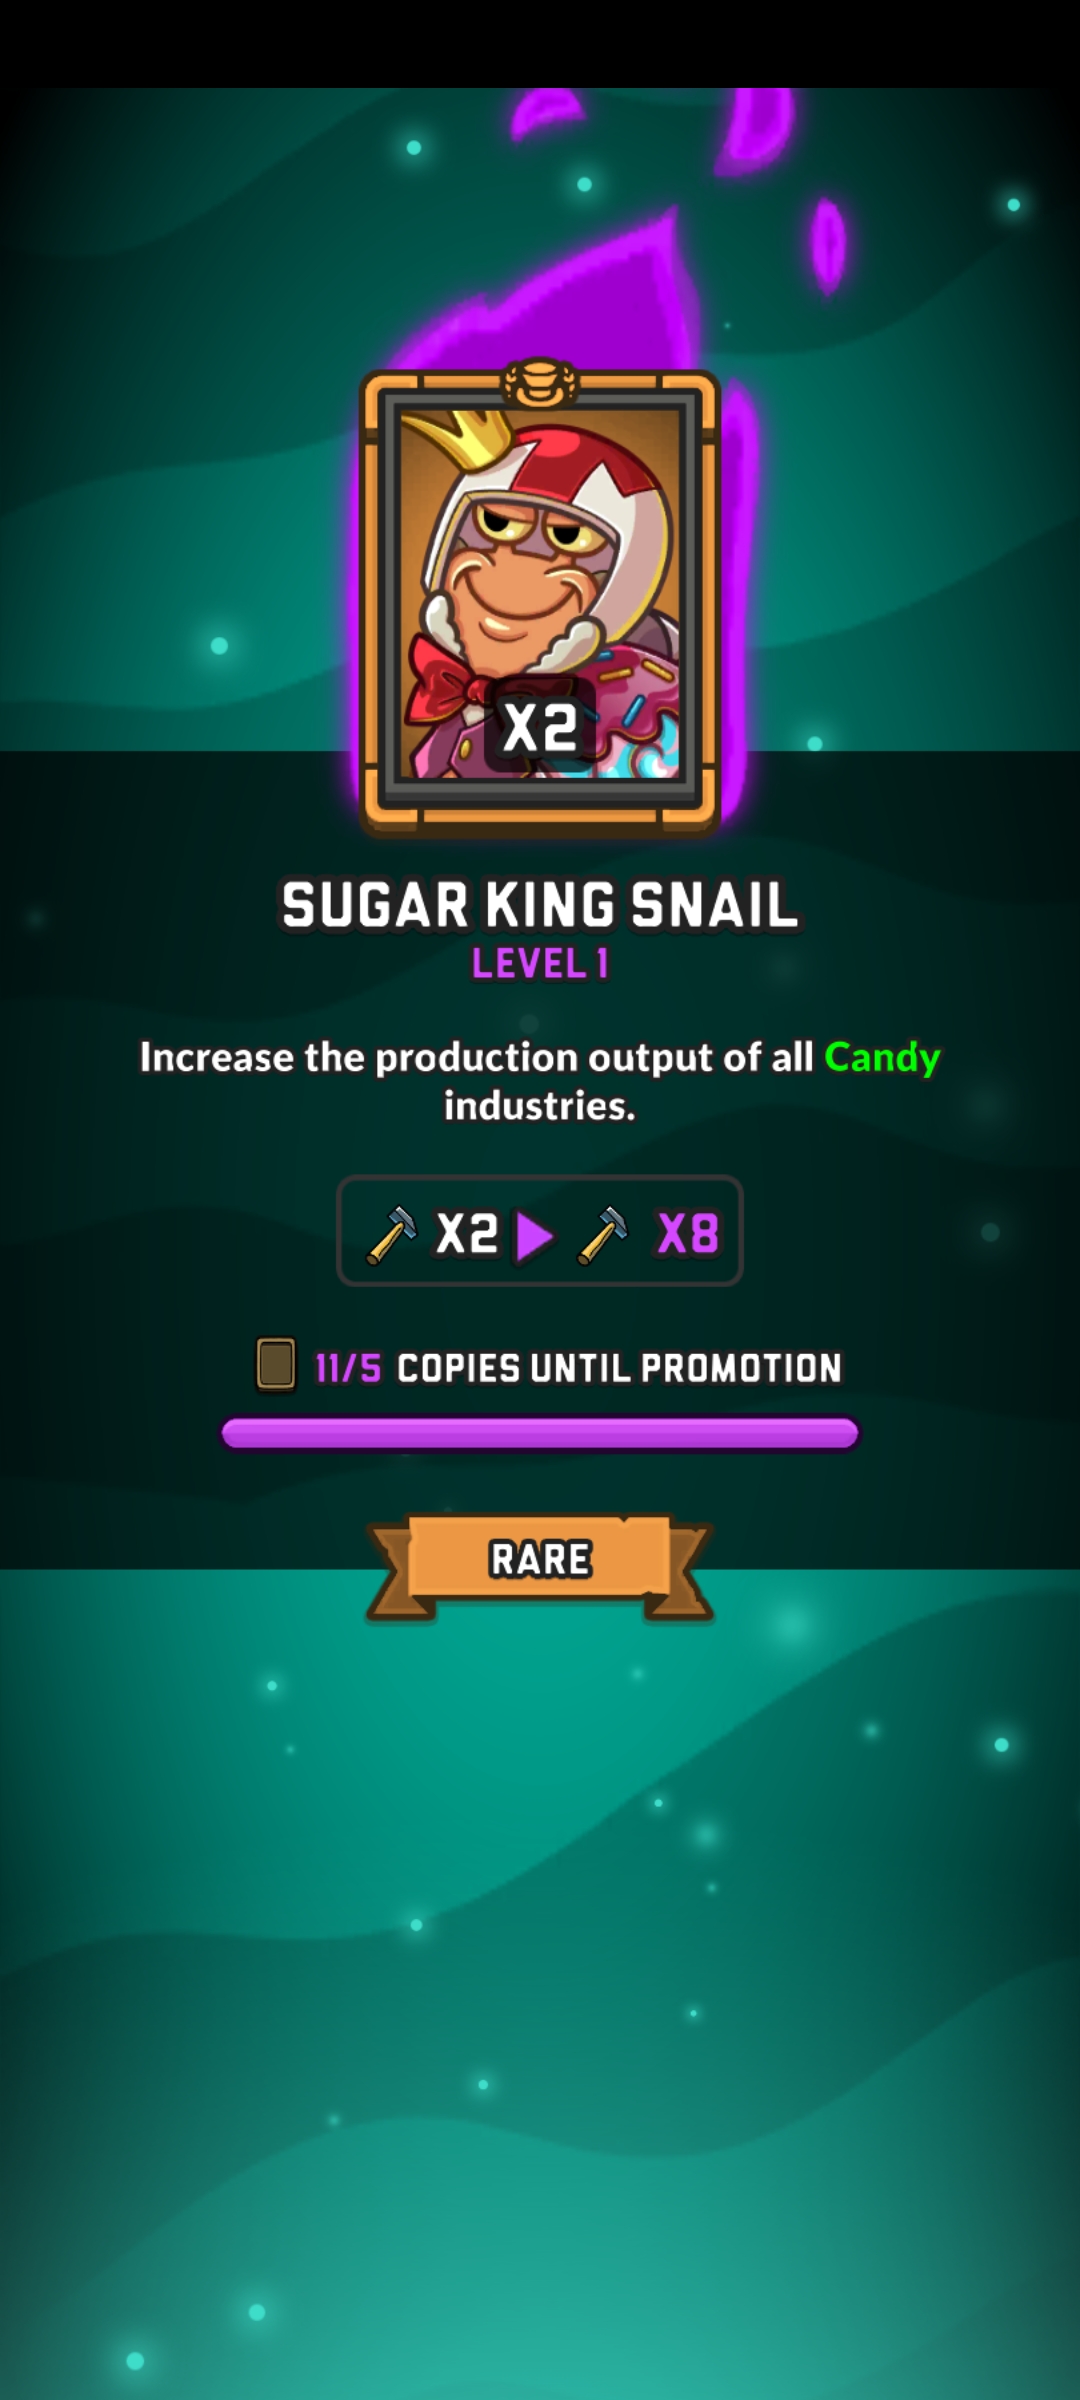 X2
SUGAR KING SNAIL
LEVEL 1
Increase the production output of all Candy
industries.
X2 X8
11/5 COPIES UNTIL PROMOTION
RARE